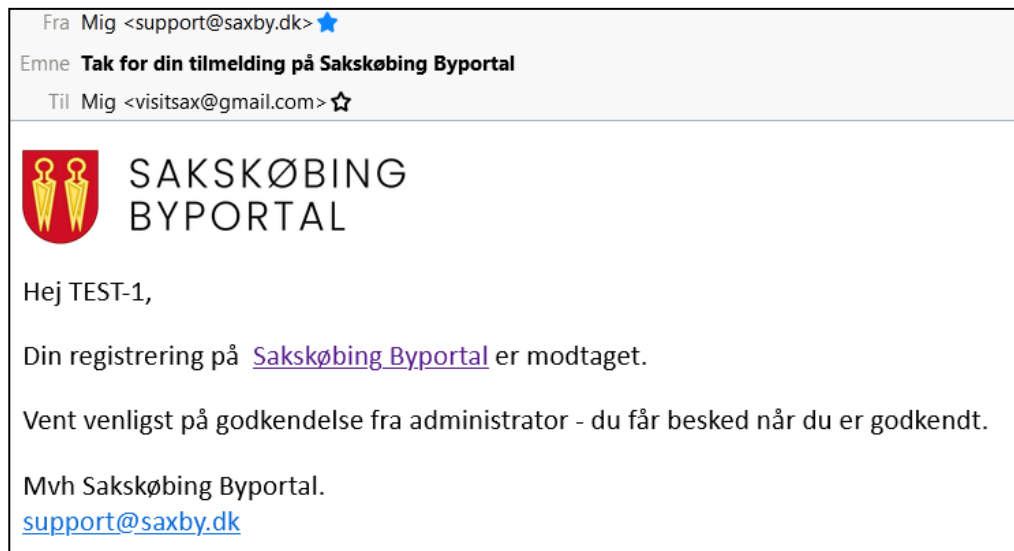 Fra Mig <support@saxby.dk>
Emne Tak for din tilmelding på Sakskøbing Byportal
Til Mig <visitsax@gmail.com>
SAKSKØBING
BYPORTAL
Hej TEST-1,
Din registrering på Sakskøbing Byportal er modtaget.
Vent venligst på godkendelse fra administrator - du får besked når du er godkendt.
Mvh Sakskøbing Byportal.
support@saxby.dk